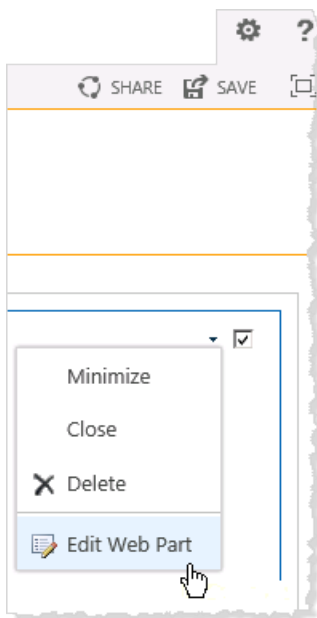 ?
SHARE SAVE
Minimize
Close
Delete
Edit Web Part